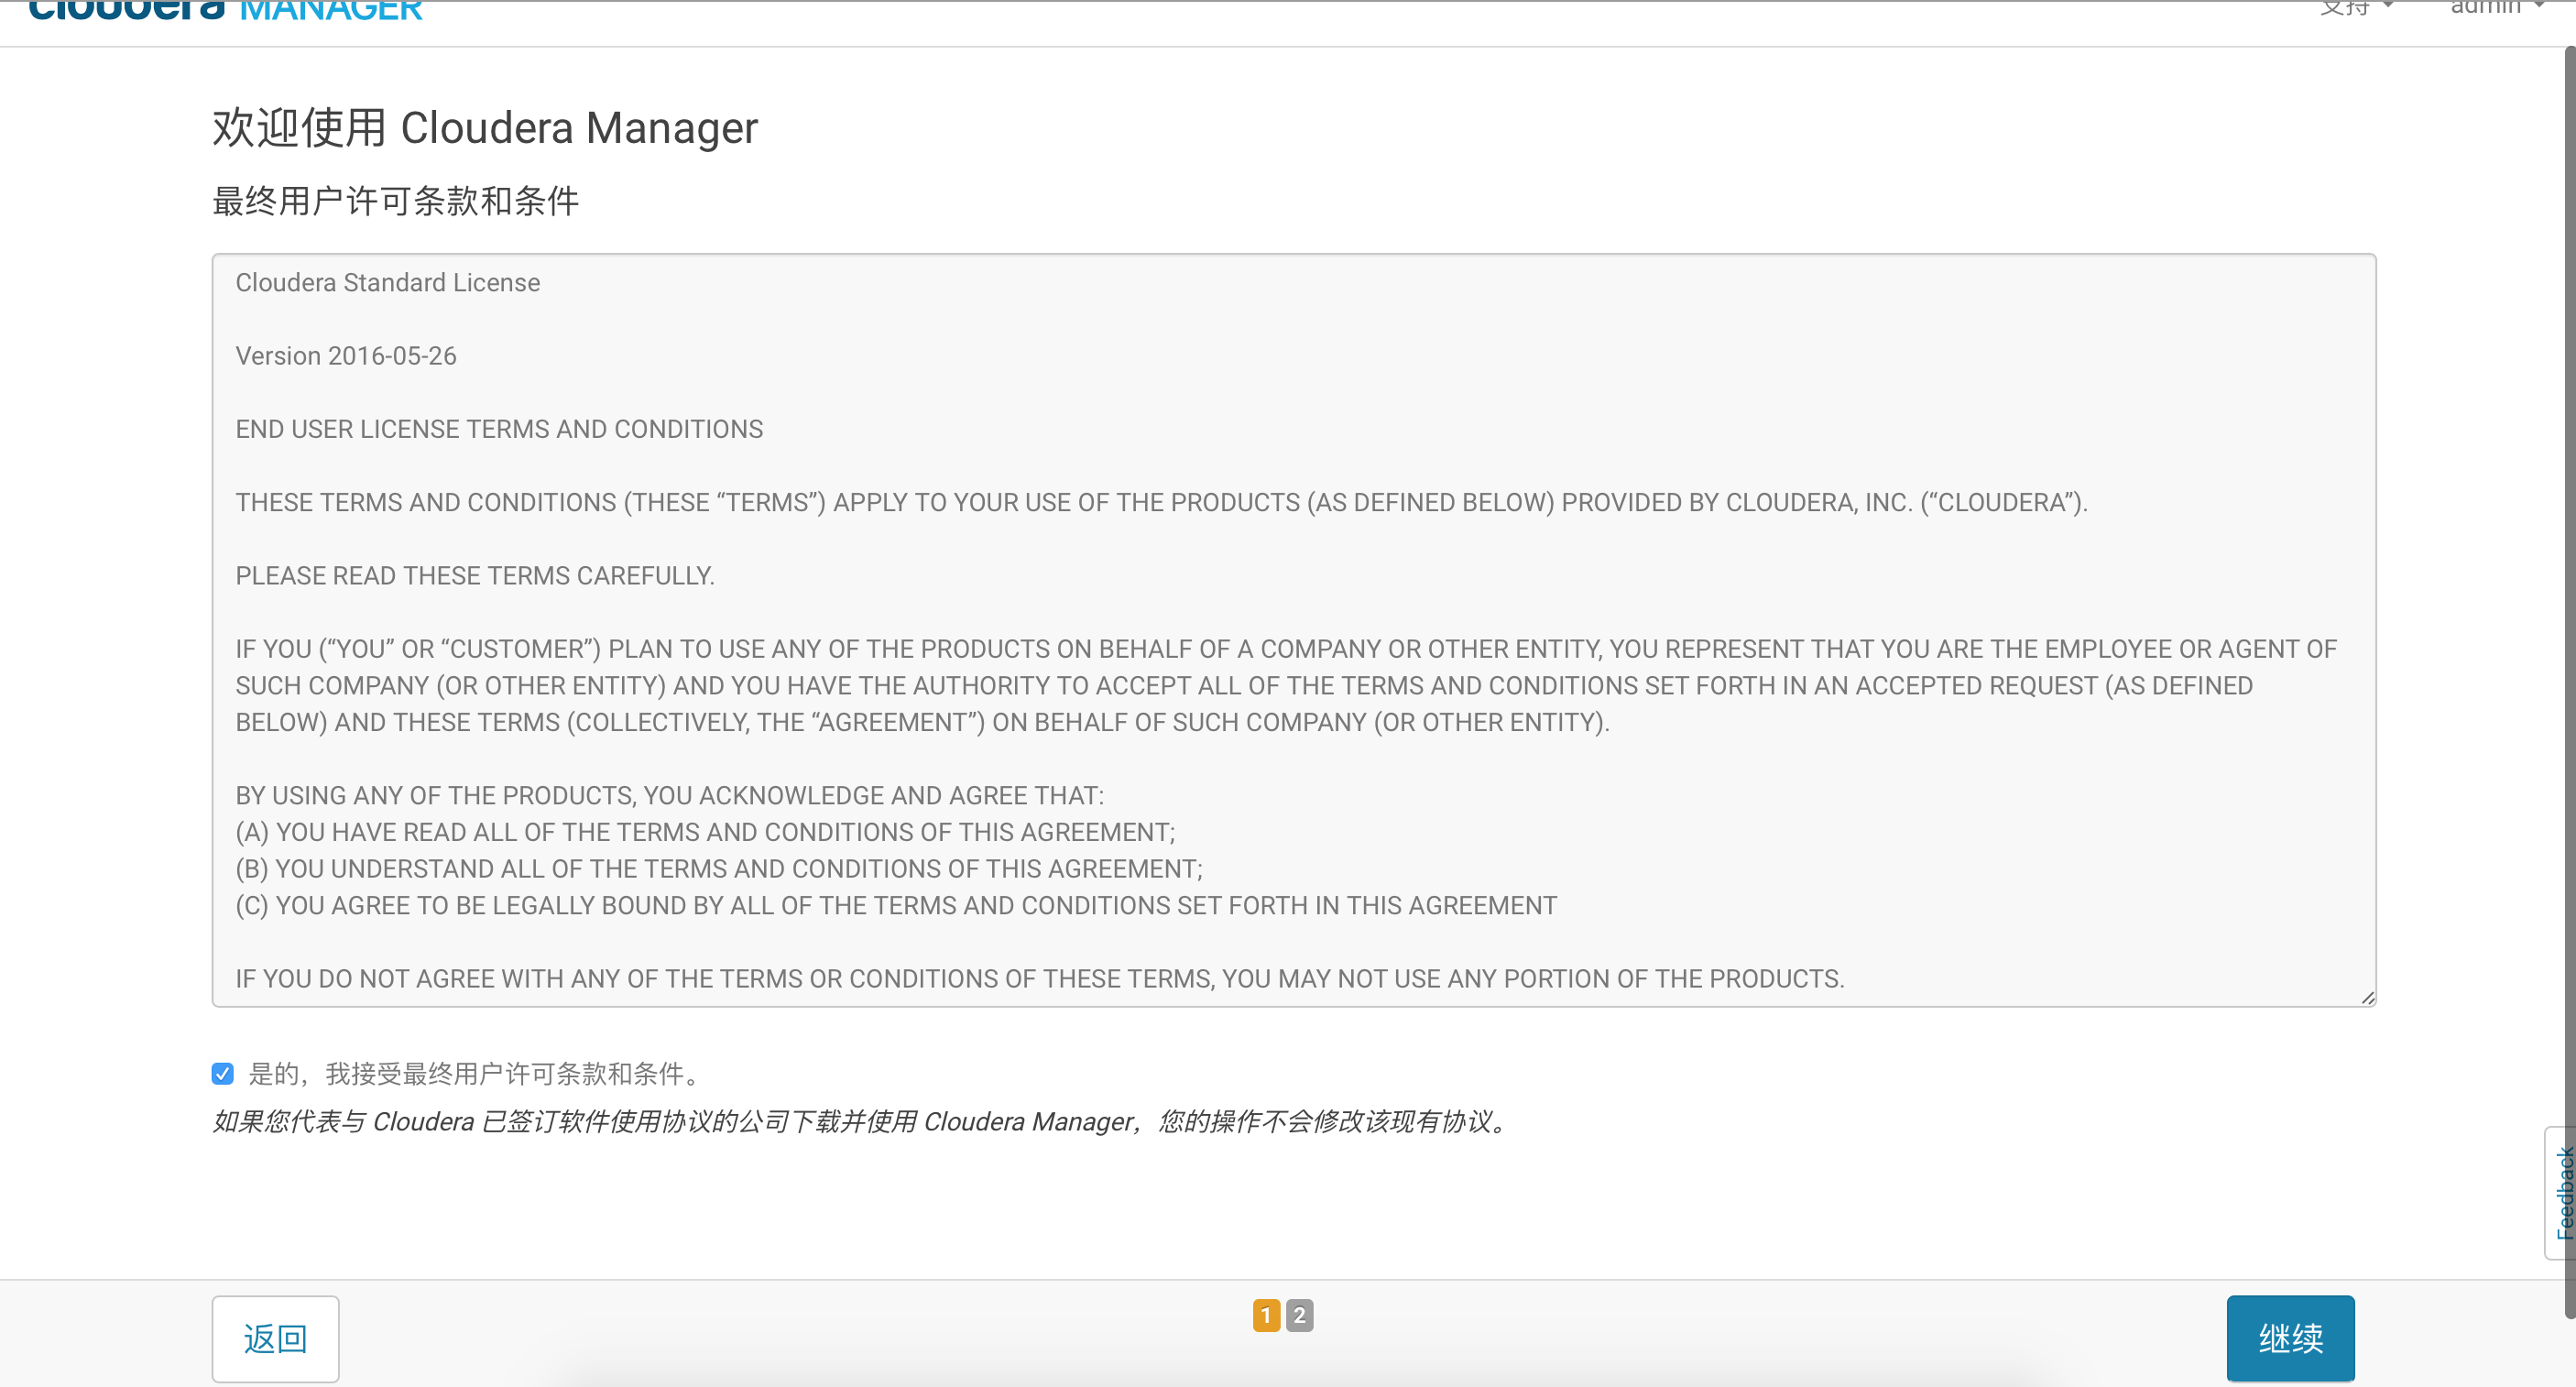 cloudera MANAGER
支持
admin
欢迎使用 Cloudera Manager
最终用户许可条款和条件
Cloudera Standard License
Version 2016-05-26
END USER LICENSE TERMS AND CONDITIONS
THESE TERMS AND CONDITIONS (THESE “TERMS”) APPLY TO YOUR USE OF THE PRODUCTS (AS DEFINED BELOW) PROVIDED BY CLOUDERA, INC. (“CLOUDERA”).
PLEASE READ THESE TERMS CAREFULLY.
IF YOU (“YOU” OR “CUSTOMER”) PLAN TO USE ANY OF THE PRODUCTS ON BEHALF OF A COMPANY OR OTHER ENTITY, YOU REPRESENT THAT YOU ARE THE EMPLOYEE OR AGENT OF
SUCH COMPANY (OR OTHER ENTITY) AND YOU HAVE THE AUTHORITY TO ACCEPT ALL OF THE TERMS AND CONDITIONS SET FORTH IN AN ACCEPTED REQUEST (AS DEFINED
BELOW) AND THESE TERMS (COLLECTIVELY, THE “AGREEMENT”) ON BEHALF OF SUCH COMPANY (OR OTHER ENTITY).
BY USING ANY OF THE PRODUCTS, YOU ACKNOWLEDGE AND AGREE THAT:
(A) YOU HAVE READ ALL OF THE TERMS AND CONDITIONS OF THIS AGREEMENT;
(B) YOU UNDERSTAND ALL OF THE TERMS AND CONDITIONS OF THIS AGREEMENT;
(C) YOU AGREE TO BE LEGALLY BOUND BY ALL OF THE TERMS AND CONDITIONS SET FORTH IN THIS AGREEMENT
IF YOU DO NOT AGREE WITH ANY OF THE TERMS OR CONDITIONS OF THESE TERMS, YOU MAY NOT USE ANY PORTION OF THE PRODUCTS.
是的，我接受最终用户许可条款和条件。
如果您代表与 Cloudera 已签订软件使用协议的公司下载并使用 Cloudera Manager，您的操作不会修改该现有协议。
Feedback
返回
1 2
继续